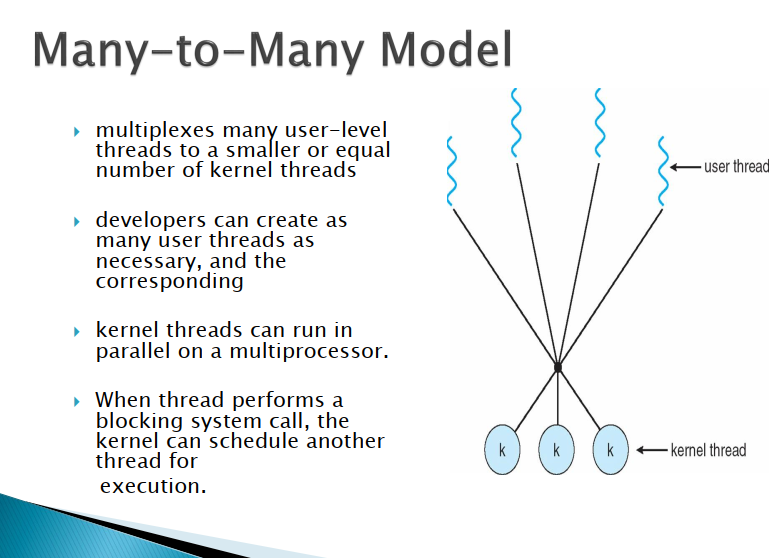 Many-to-Many Model
multiplexes many user-level
threads to a smaller or equal
number of kernel threads
developers can create as
many user threads as
necessary, and the
corresponding
kernel threads can run in
parallel on a multiprocessor.
When thread performs a
blocking system call, the
kernel can schedule another
thread for
execution.
user thread
k
k
k
kernel thread